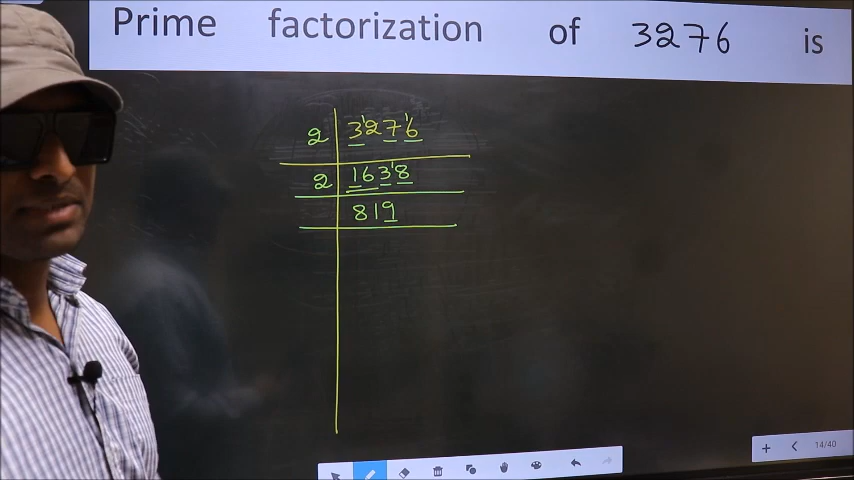 Prime factorization of 3276 is
2 3276
2 1638
819
14/40